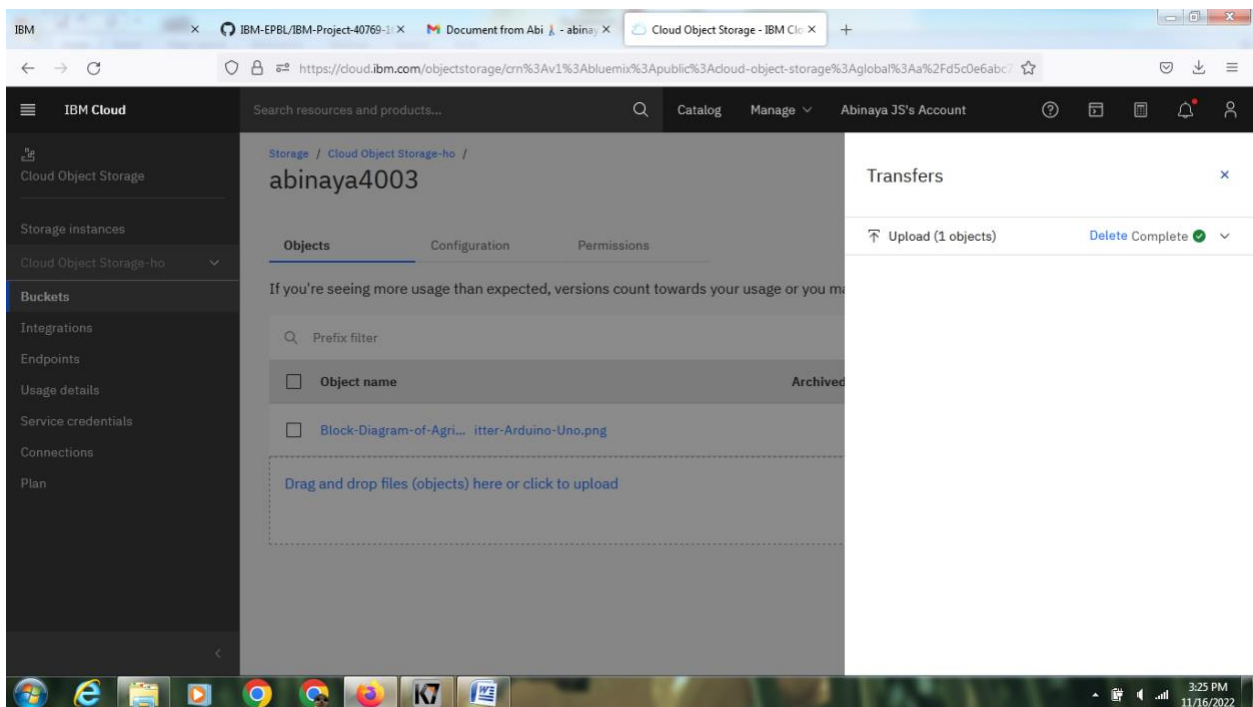 IBM
IBM-EPBL/IBM-Project-40769-1
Document from Abi - abinay
Cloud Object Storage - IBM Clo
https://cloud.ibm.com/objectstorage/crn%3Av1%3Abluemix%3Apublic%3Acloud-object-storage%3Aglobal%3Aa%2Fd5c0e6abc7
IBM Cloud
Search resources and products...
Catalog
Manage
Abinaya JS's Account
Cloud Object Storage
Storage instances
Cloud Object Storage-ho
Buckets
Integrations
Endpoints
Usage details
Service credentials
Connections
Plan
Storage / Cloud Object Storage-ho /
abinaya4003
Objects Configuration Permissions
If you're seeing more usage than expected, versions count towards your usage or you ma
Prefix filter
Object name Archived
Block-Diagram-of-Agri... itter-Arduino-Uno.png
Drag and drop files (objects) here or click to upload
Transfers
Upload (1 objects) Delete Complete
K7
W
3:25 PM
11/16/2022